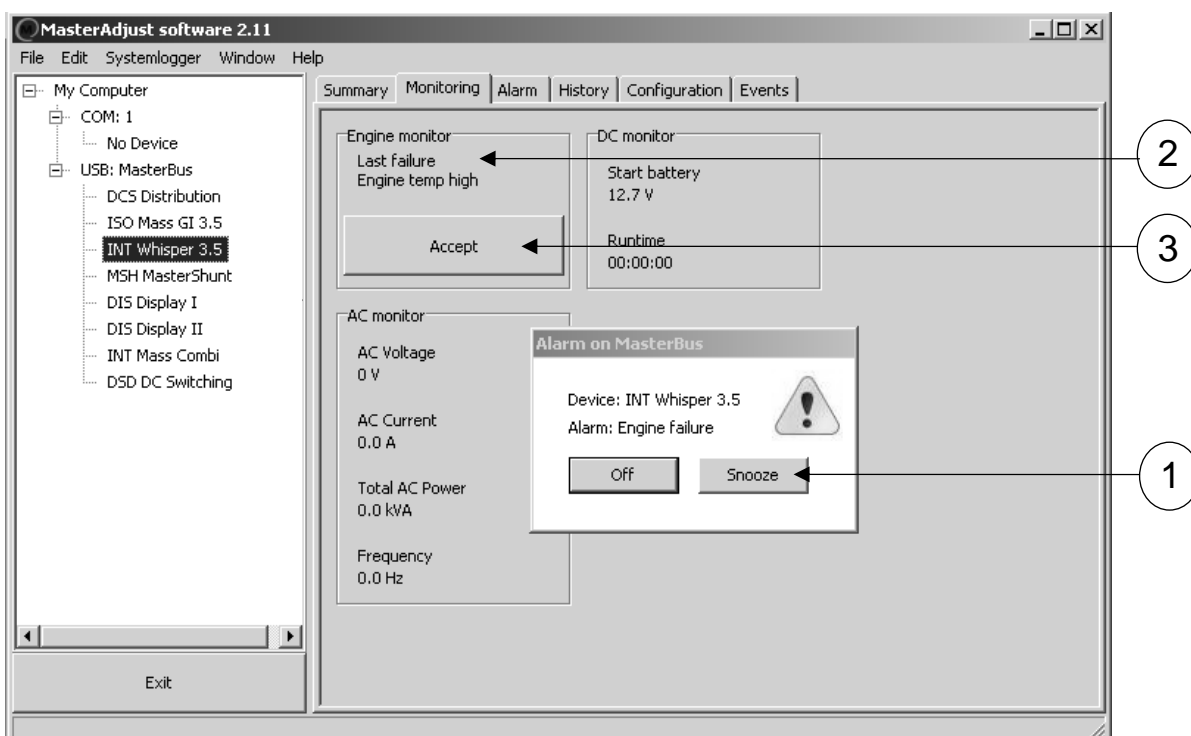 MasterAdjust software 2.11
File Edit Systemlogger Window Help
My Computer
COM: 1
No Device
USB: MasterBus
DCS Distribution
ISO Mass GI 3.5
INT Whisper 3.5
MSH MasterShunt
DIS Display I
DIS Display II
INT Mass Combi
DSD DC Switching
Exit
Summary Monitoring Alarm History Configuration Events
Engine monitor
Last failure
Engine temp high
Accept
DC monitor
Start battery
12.7 V
Runtime
00:00:00
AC monitor
AC Voltage
0 V
AC Current
0.0 A
Total AC Power
0.0 kVA
Frequency
0.0 Hz
Alarm on MasterBus
Device: INT Whisper 3.5
Alarm: Engine failure
Off Snooze
2
3
1